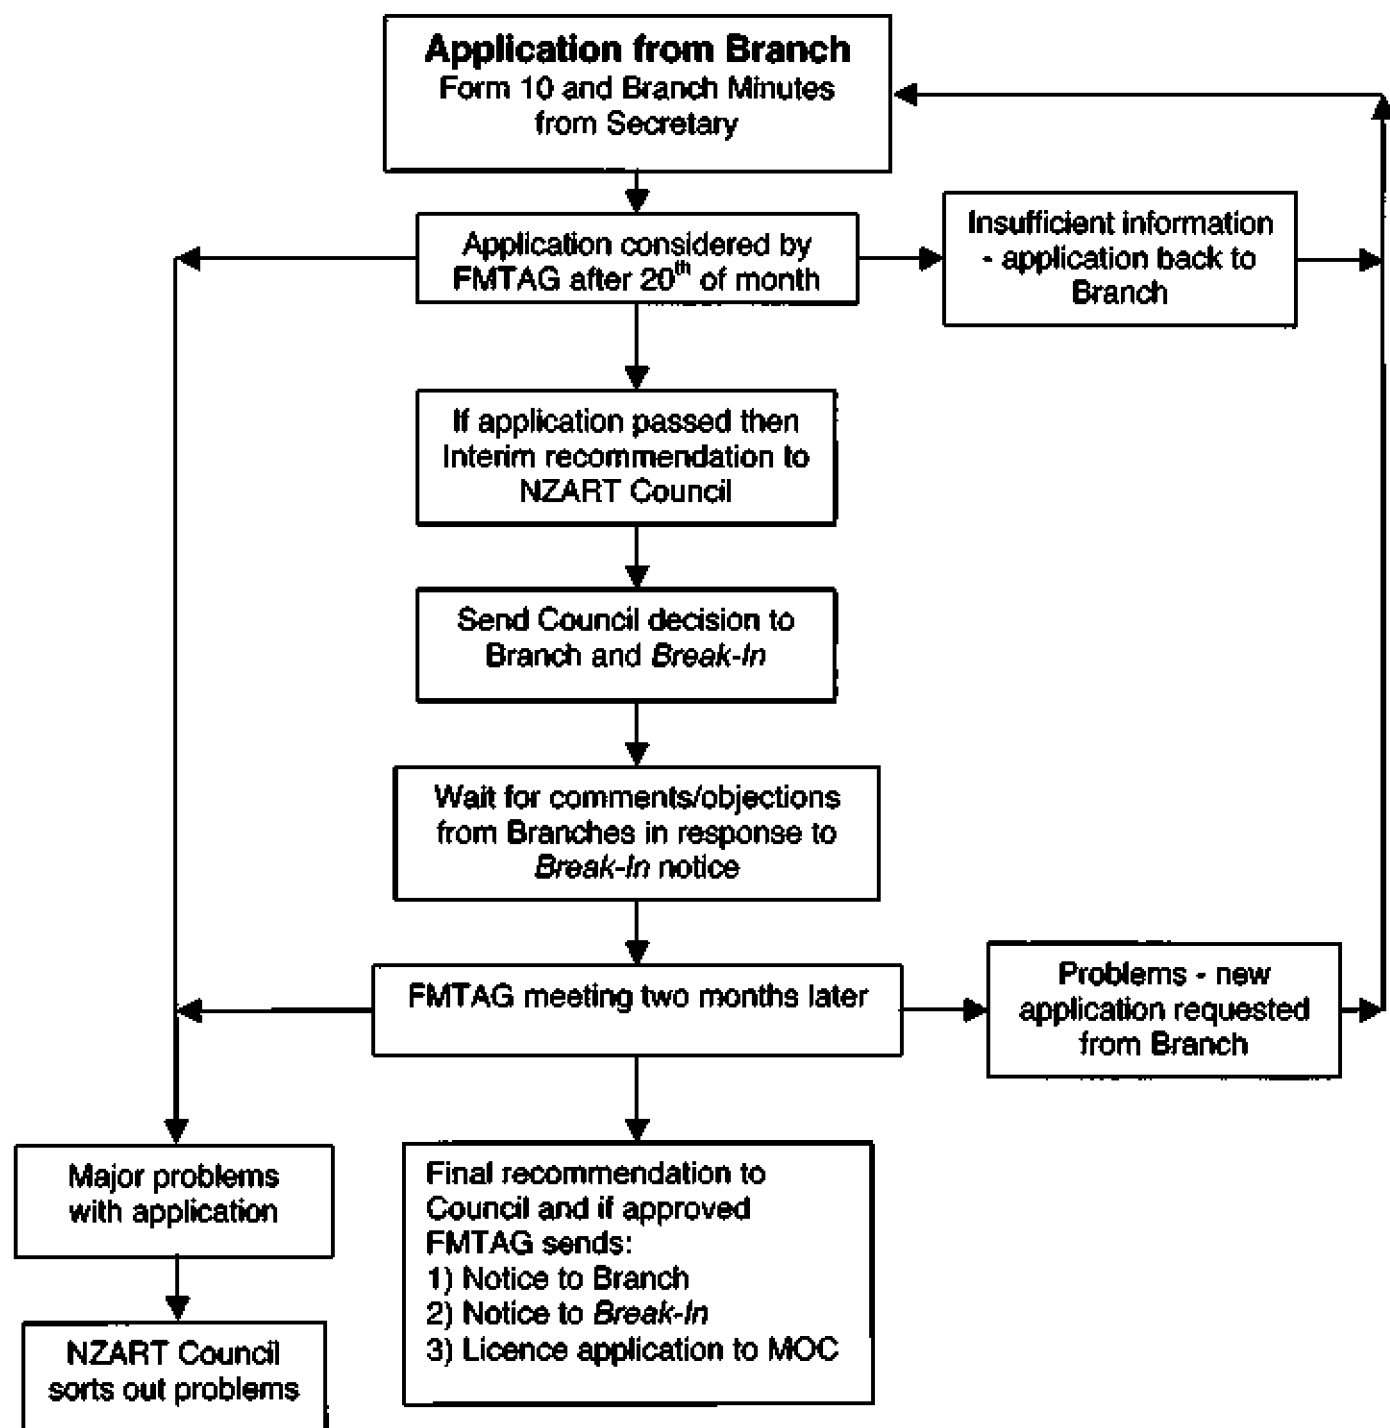 Application from Branch
Form 10 and Branch Minutes
from Secretary
Application considered by
FMTAG after 20th of month
Insufficient information
- application back to
Branch
If application passed then
Interim recommendation to
NZART Council
Send Council decision to
Branch and Break-In
Wait for comments/objections
from Branches in response to
Break-In notice
FMTAG meeting two months later
Problems - new
application requested
from Branch
Major problems
with application
NZART Council
sorts out problems
Final recommendation to
Council and if approved
FMTAG sends:
1) Notice to Branch
2) Notice to Break-In
3) Licence application to MOC